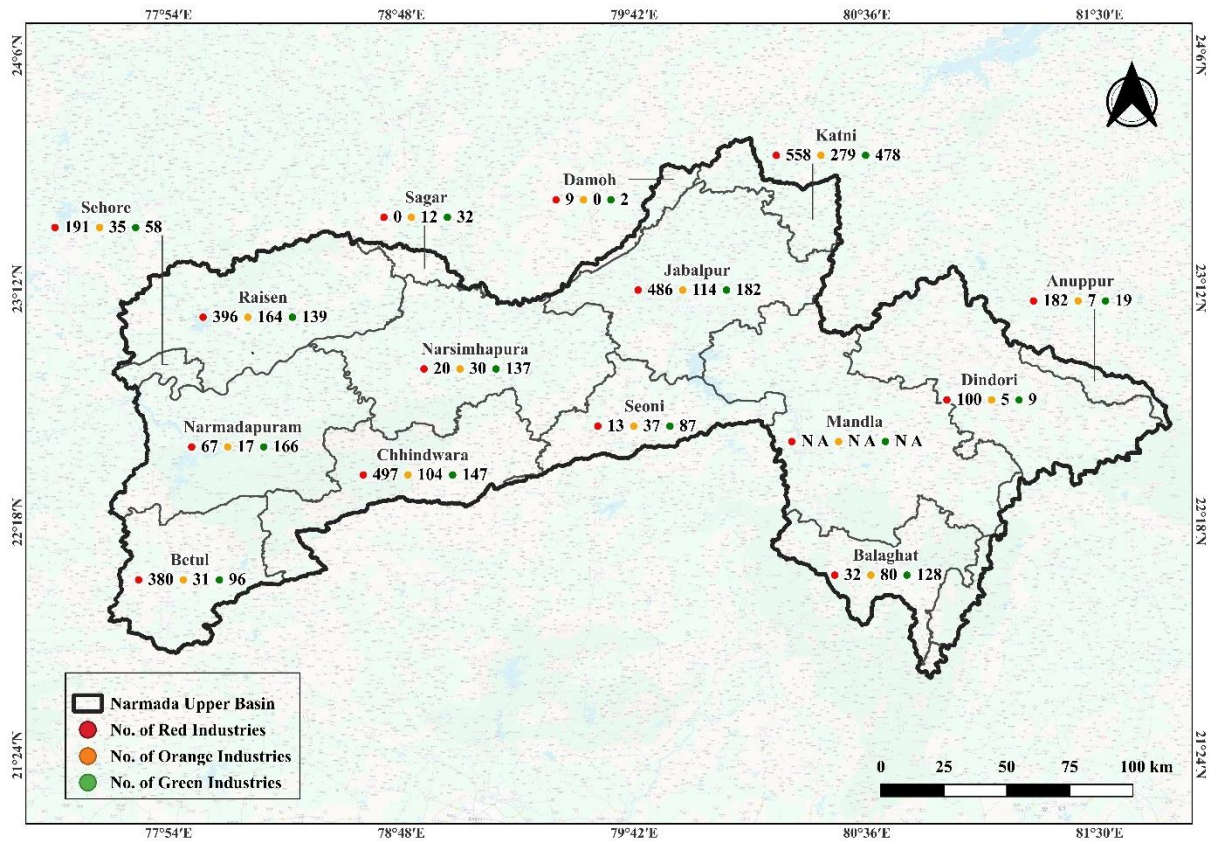 77°54'E 78°48'E 79°42'E 80°36'E 81°30'E
24°6'N 24°6'N
Katni
558 279 478
Damoh
9 0 2
Sagar
0 12 32
Sehore
191 35 58
Jabalpur
486 114 182
Anuppur
182 7 19
23°12'N 23°12'N
Raisen
396 164 139
Narsimhapura
20 30 137
Dindori
100 5 9
Seoni
13 37 87
Mandla
NA NA NA
Narmadapuram
67 17 166
Chhindwara
497 104 147
22°18'N 22°18'N
Betul
380 31 96
Balaghat
32 80 128
Narmada Upper Basin
No. of Red Industries
No. of Orange Industries
No. of Green Industries
21°24'N 21°24'N
0 25 50 75 100 km
77°54'E 78°48'E 79°42'E 80°36'E 81°30'E